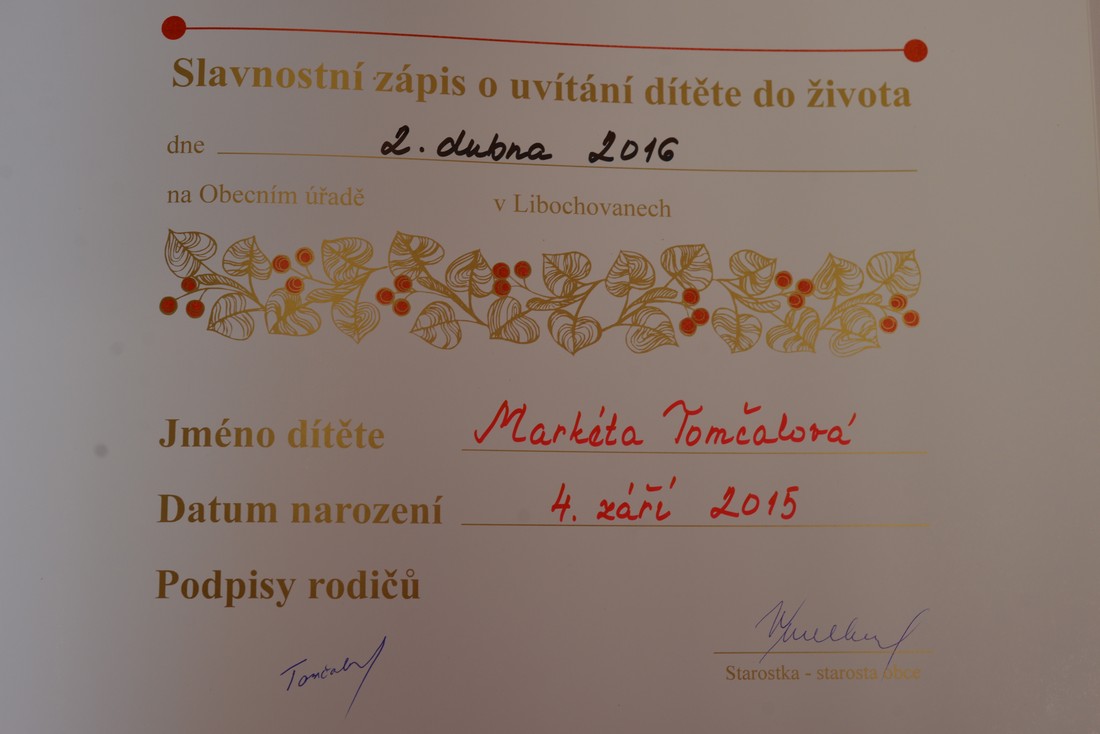 Slavnostní zápis o uvítání dítěte do života
dne 2. dubna 2016
na Obecním úřadě v Libochovanech
Jméno dítěte Markéta Tomčalová
Datum narození 4. září 2015
Podpisy rodičů
Starostka - starosta obce